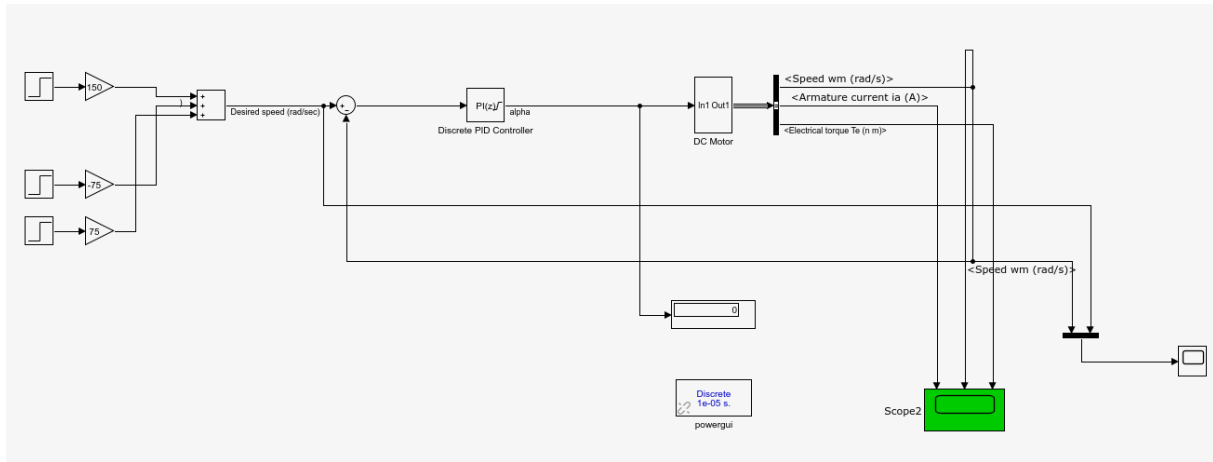 <Speed wm (rad/s)>
150
+
+
+
)
Desired speed (rad/sec)
+
-
PI(z)
alpha
Discrete PID Controller
In1 Out1
DC Motor
<Armature current ia (A)>
<Electrical torque Te (n m)>
-75
75
<Speed wm (rad/s)>
0
Discrete
1e-05 s.
powergui
Scope2